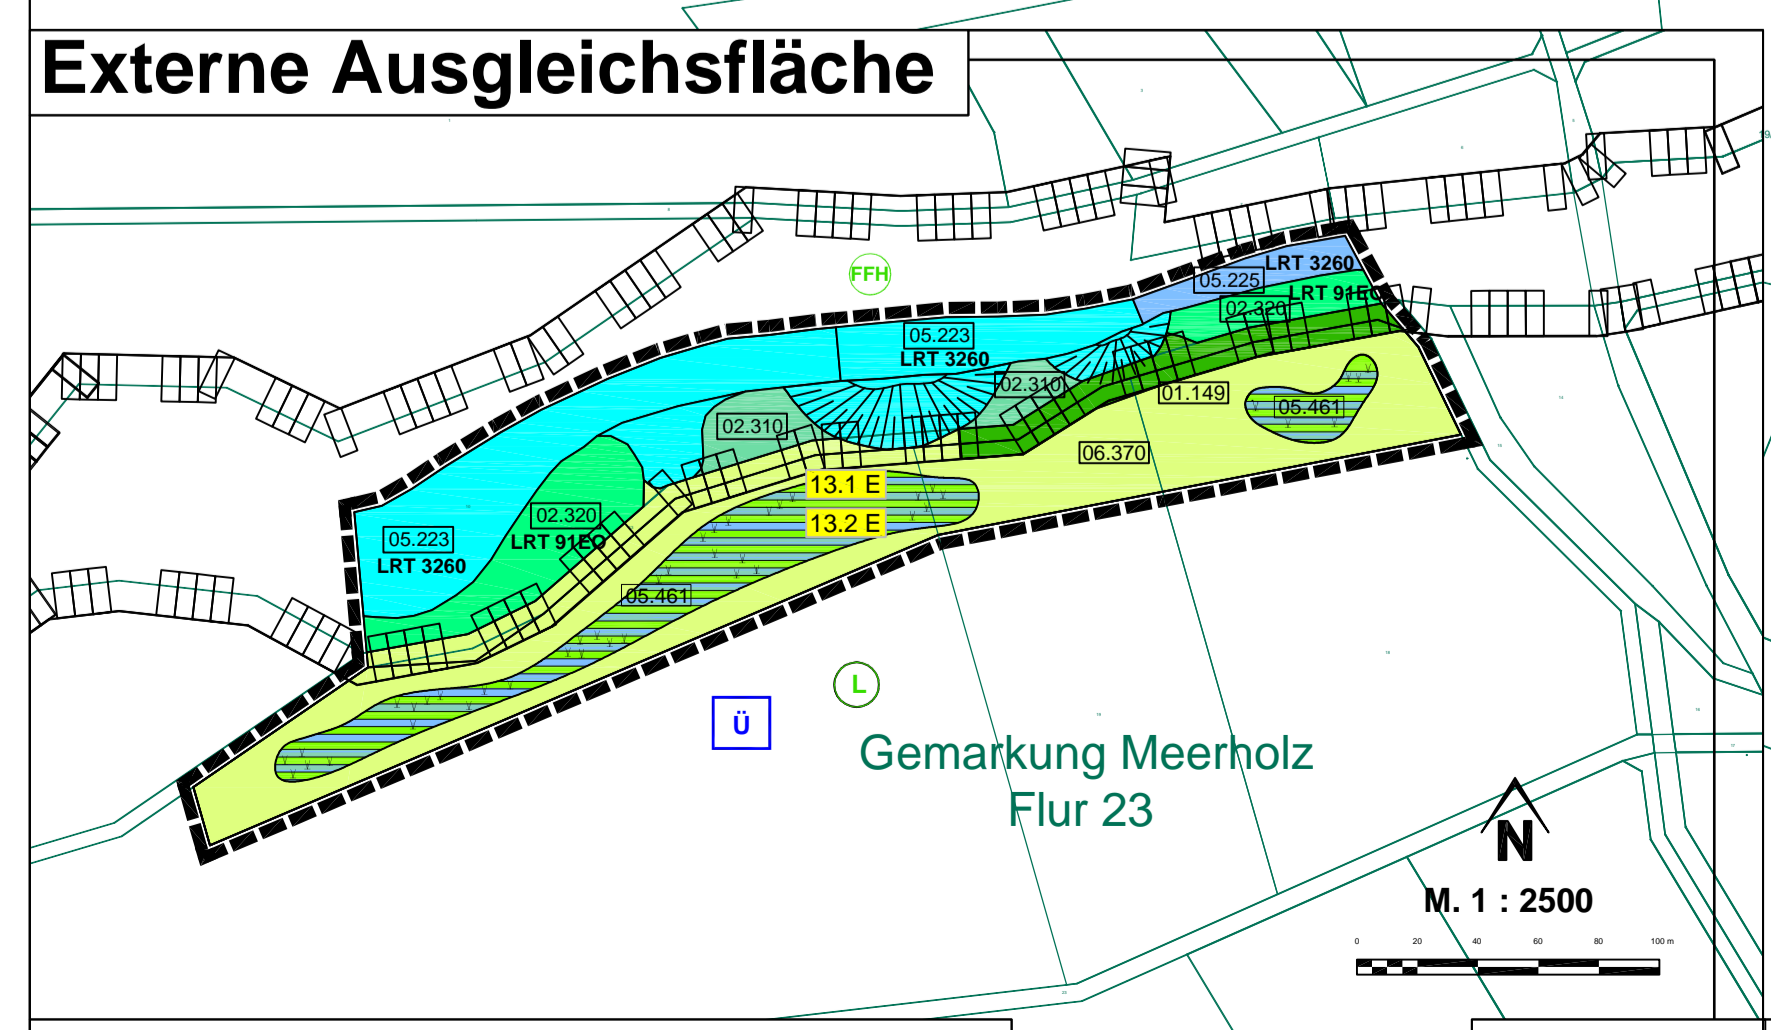 Externe Ausgleichsfläche
FFH
LRT 3260
05.225
LRT 91EO
02.320
05.223
LRT 3260
02.310
01.149
05.461
02.310
06.370
13.1 E
13.2 E
02.320
LRT 91EO
05.223
LRT 3260
05.461
L
Ü
Gemarkung Meerholz
Flur 23
N
M. 1 : 2500
0 20 40 60 80 100 m